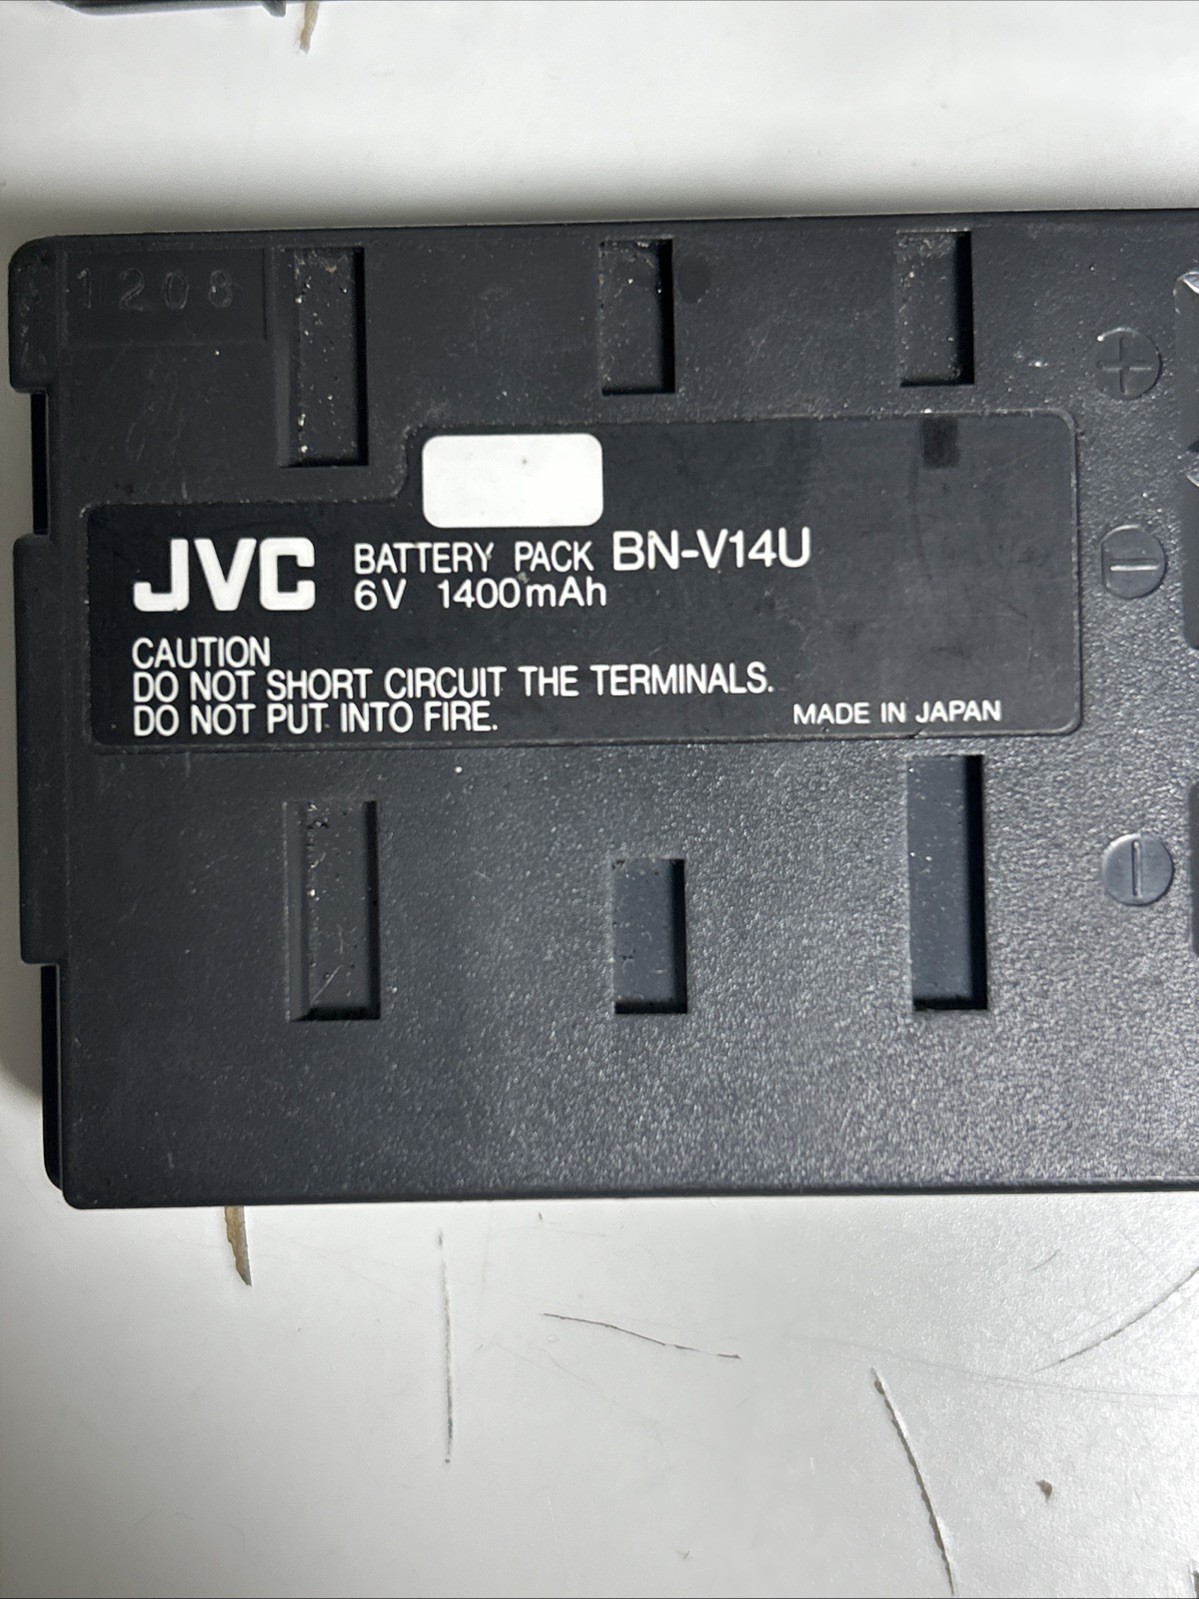 1208
JVC BATTERY PACK BN-V14U
6V 1400mAh
CAUTION
DO NOT SHORT CIRCUIT THE TERMINALS.
DO NOT PUT INTO FIRE.
MADE IN JAPAN